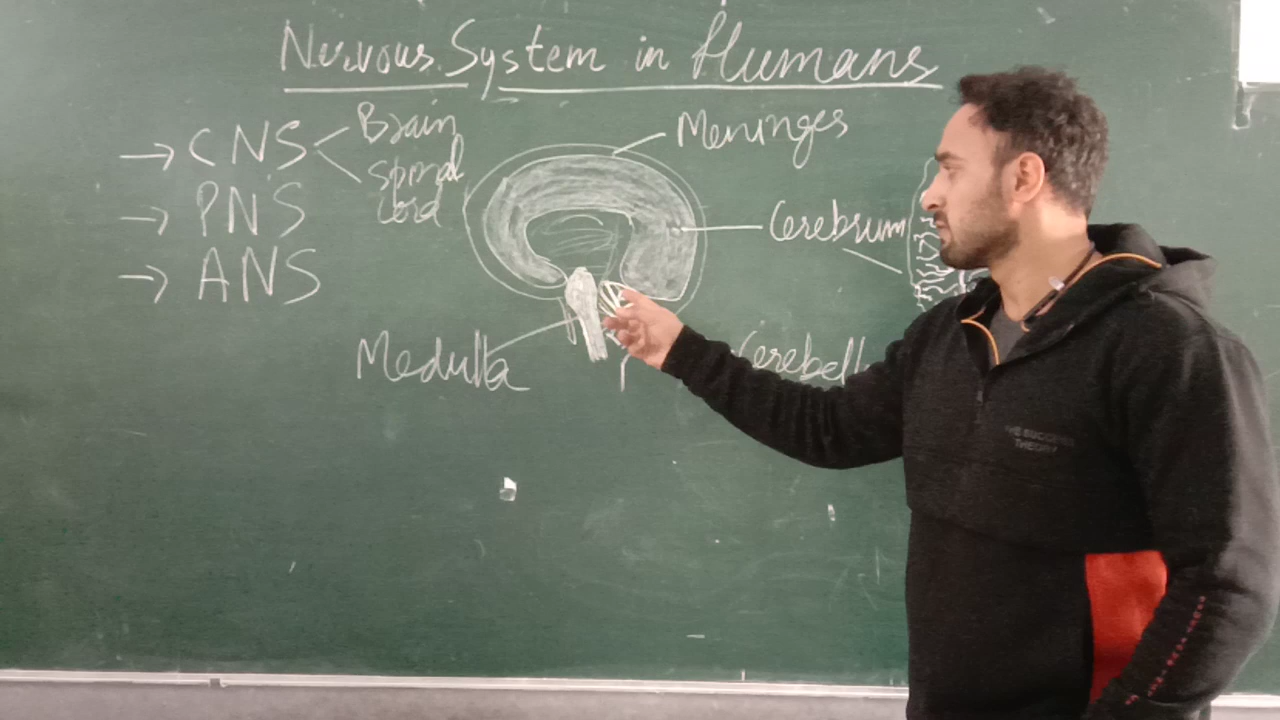 Nervous System in Humans
CNS
Brain
Spinal
Cord
PNS
ANS
Meninges
Cerebrum
Medulla
Cerebell